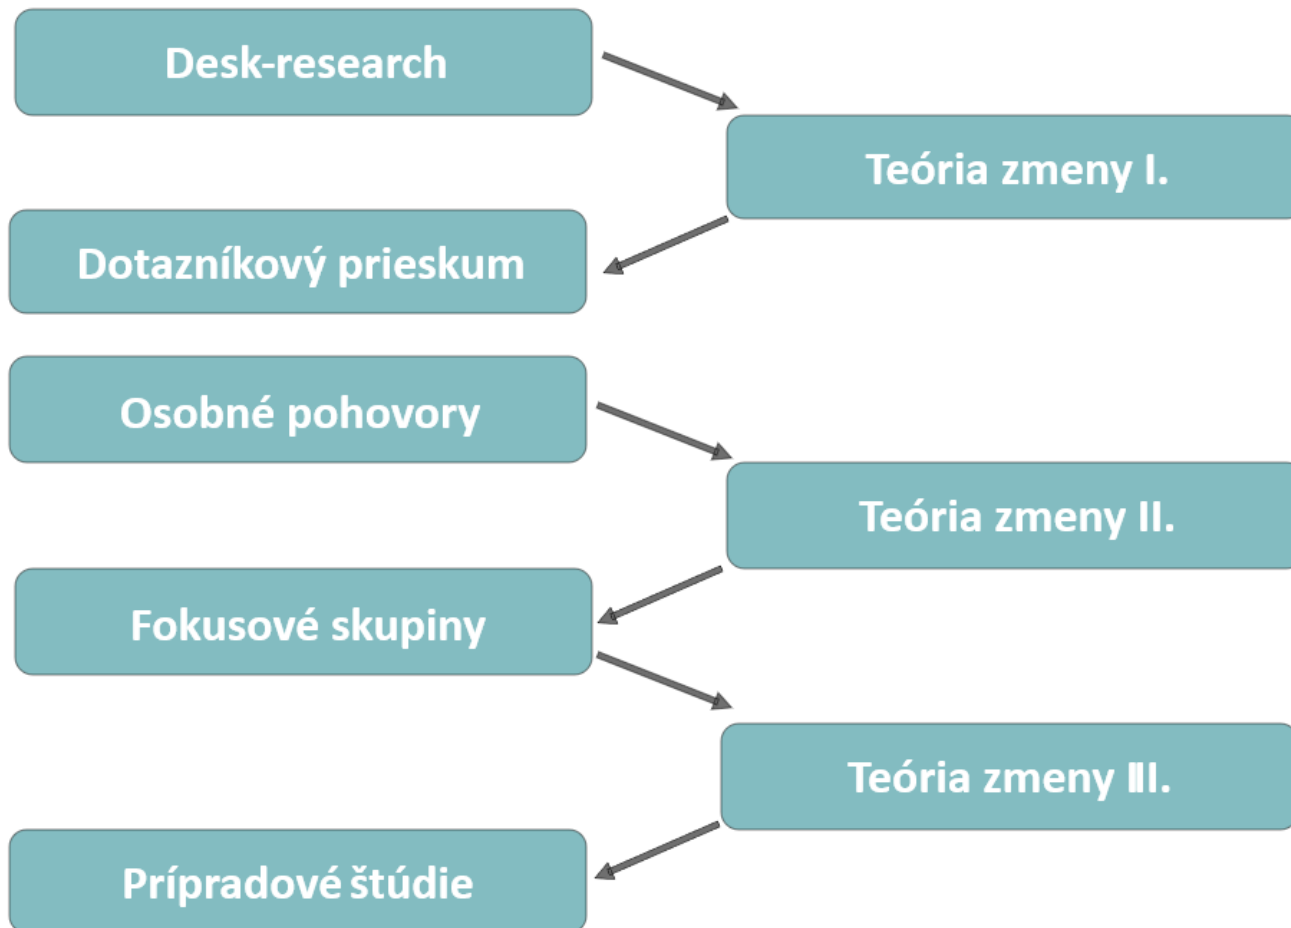 Desk-research
Teória zmeny I.
Dotazníkový prieskum
Osobné pohovory
Teória zmeny II.
Fokusové skupiny
Teória zmeny III.
Prípradové štúdie